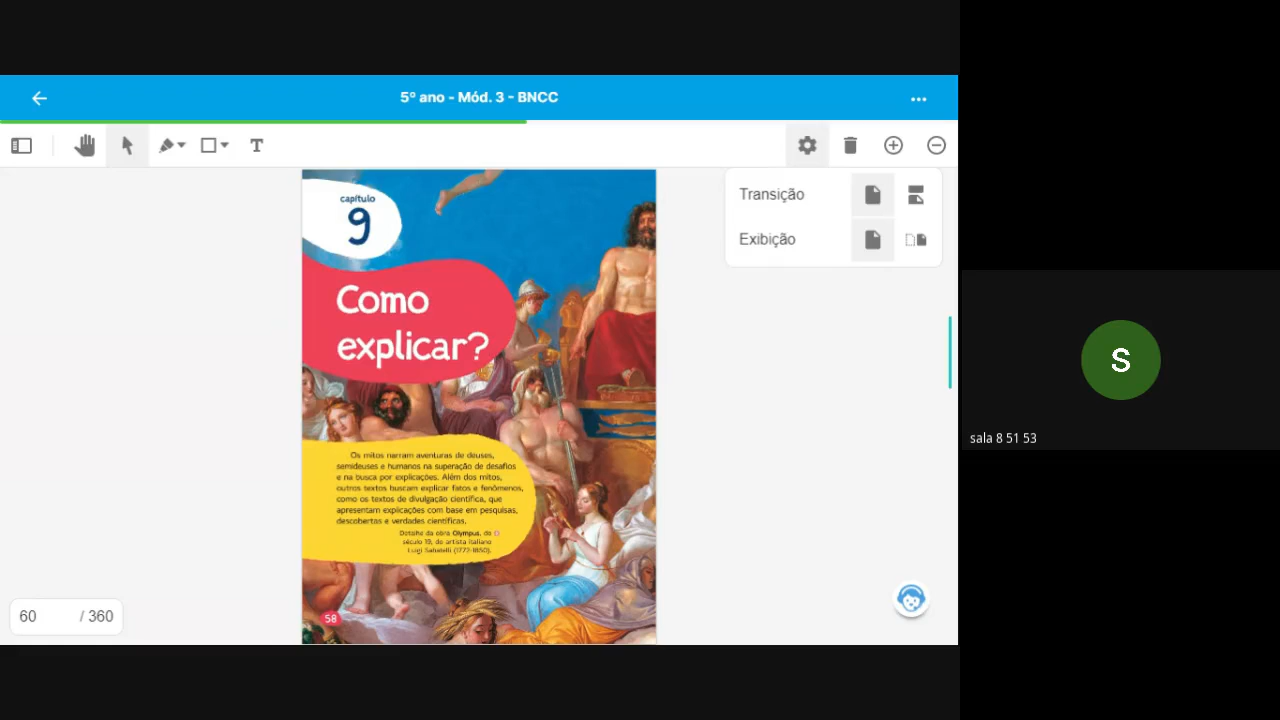 5º ano - Mód. 3 - BNCC
T
Transição
Exibição
capítulo
9
Como
explicar?
Os mitos narram aventuras de deuses,
semideuses e humanos na superação de desafios
e na busca por explicações. Além dos mitos,
outros textos buscam explicar fatos e fenômenos,
como os textos de divulgação científica, que
apresentam explicações com base em pesquisas,
descobertas e verdades científicas.
Detalhe da obra Olympus, do
século 19, do artista italiano
Luigi Sabatelli (1772-1850).
58
60 / 360
S
sala 8 51 53